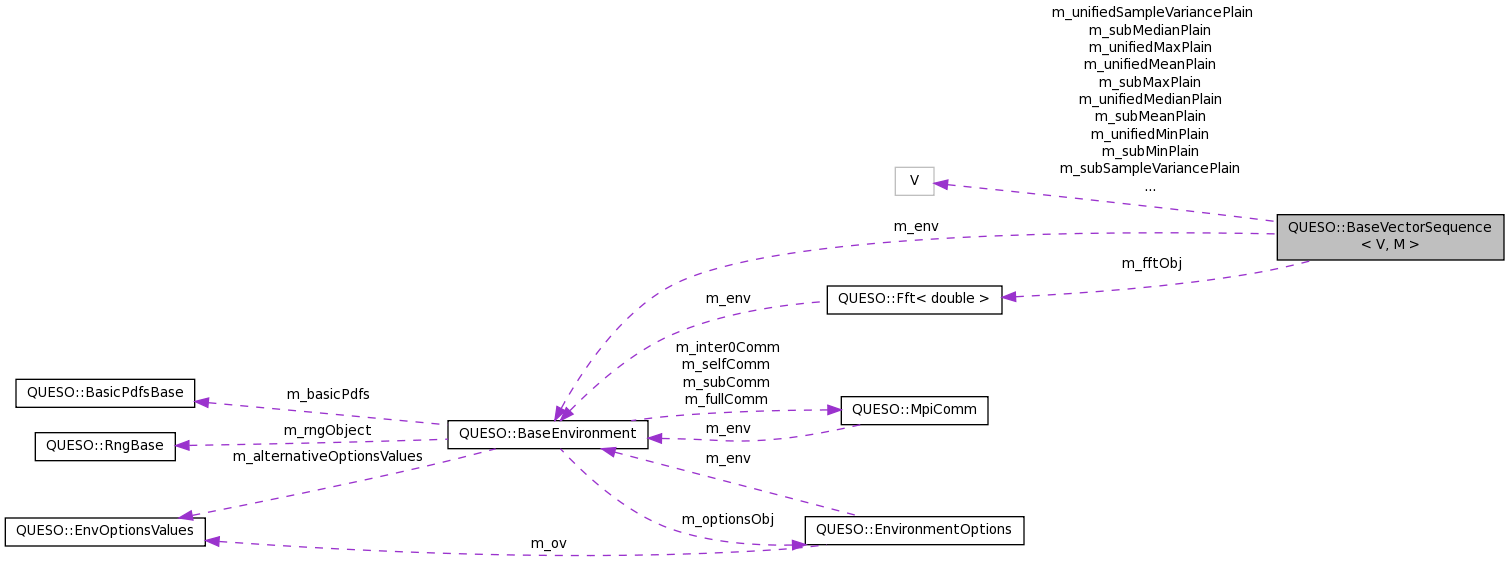 m_unifiedSampleVariancePlain
m_subMedianPlain
m_unifiedMaxPlain
m_unifiedMeanPlain
m_subMaxPlain
m_unifiedMedianPlain
m_subMeanPlain
m_unifiedMinPlain
m_subMinPlain
m_subSampleVariancePlain
...
V
QUESO::BaseVectorSequence
< V, M >
m_env
m_fftObj
QUESO::Fft< double >
m_env
m_inter0Comm
m_selfComm
m_subComm
m_fullComm
QUESO::BasicPdfsBase
m_basicPdfs
QUESO::MpiComm
m_rngObject
QUESO::BaseEnvironment
m_env
QUESO::RngBase
m_alternativeOptionsValues
m_env
m_optionsObj
QUESO::EnvOptionsValues
QUESO::EnvironmentOptions
m_ov